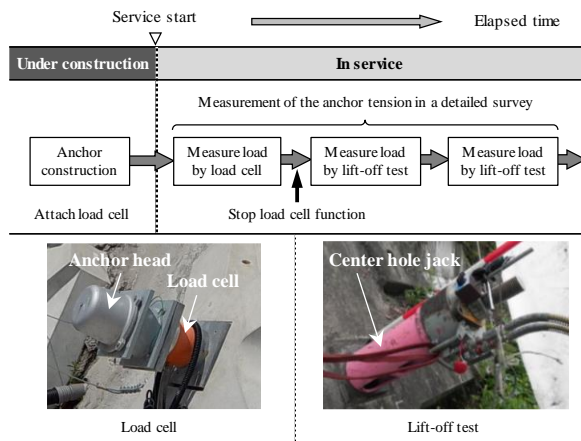 Service start
Elapsed time
Under construction
In service
Measurement of the anchor tension in a detailed survey
Anchor
construction
Measure load
by load cell
Measure load
by lift-off test
Measure load
by lift-off test
Attach load cell
Stop load cell function
Anchor head
Load cell
Center hole jack
Load cell
Lift-off test